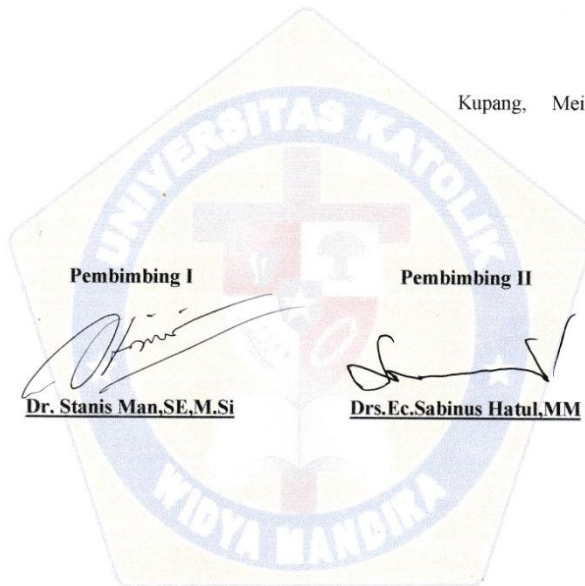 Kupang, Mei
Pembimbing I
Pembimbing II
Dr. Stanis Man,SE,M.Si
Drs.Ec.Sabinus Hatul,MM
UNIVERSITAS KATOLIK
WIDYA MANDIRA